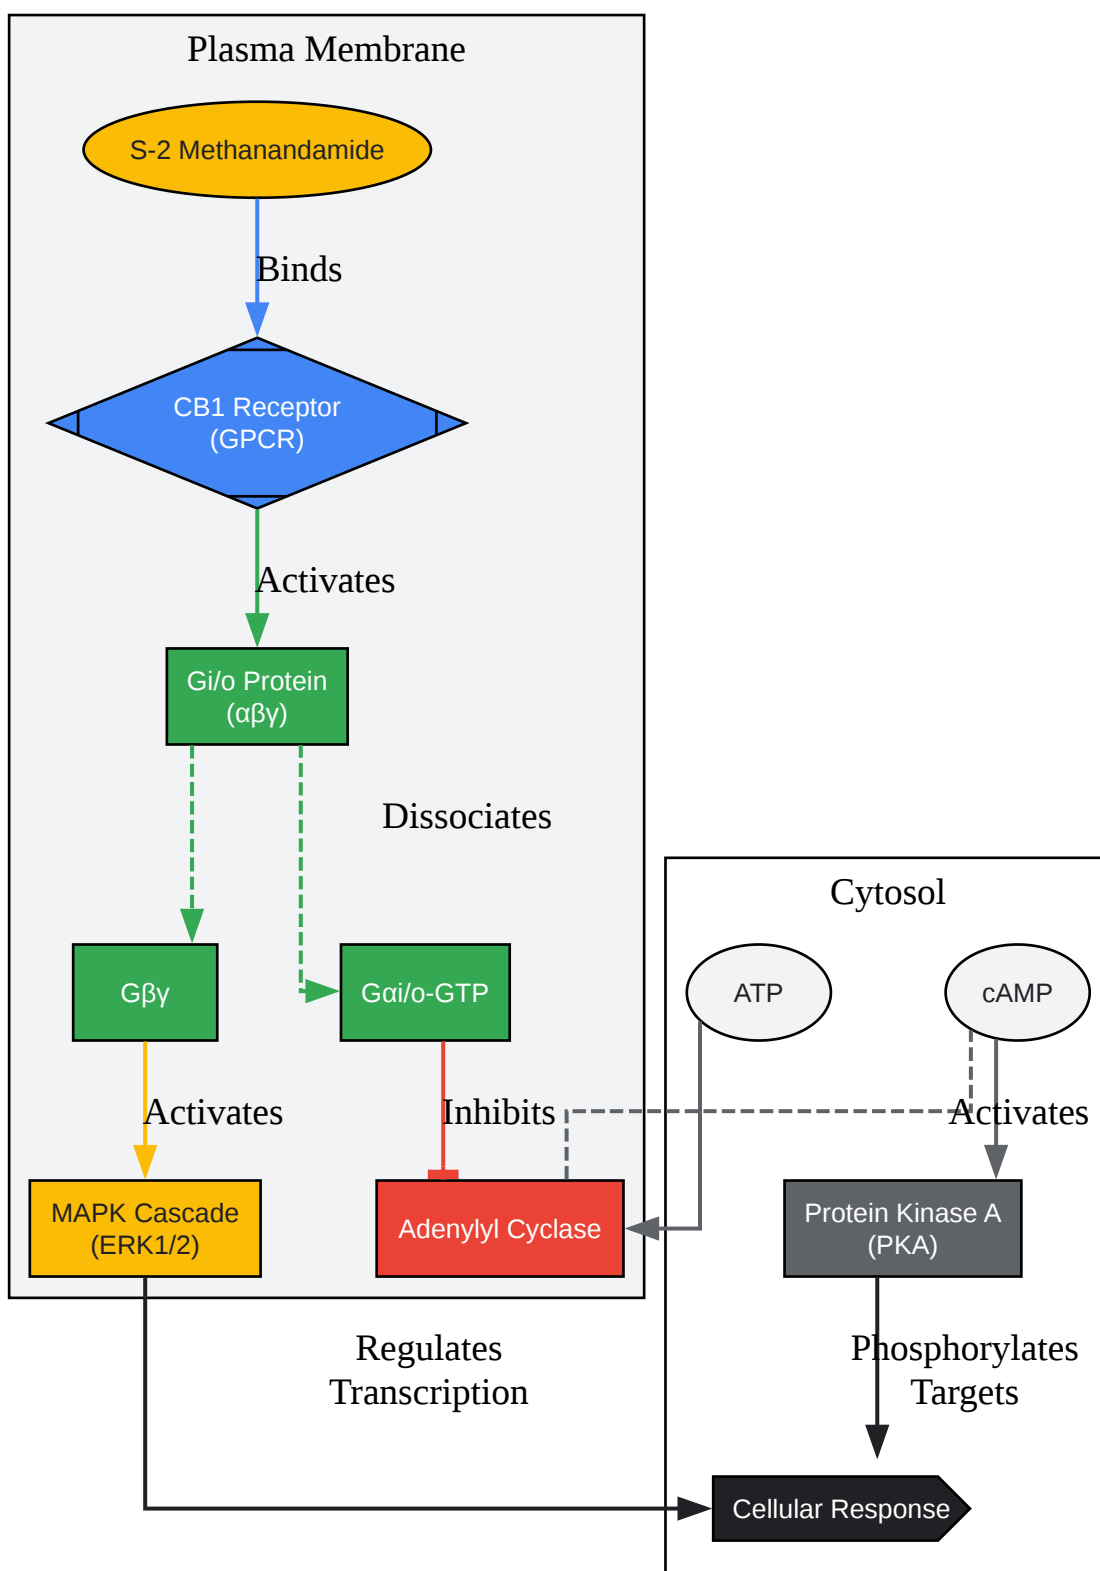 Plasma Membrane
S-2 Methanandamide
Binds
CB1 Receptor
(GPCR)
Activates
Gi/o Protein
(αβγ)
Dissociates
Cytosol
Gβγ
Gαi/o-GTP
ATP
cAMP
Activates
Inhibits
Activates
MAPK Cascade
(ERK1/2)
Adenylyl Cyclase
Protein Kinase A
(PKA)
Regulates
Transcription
Phosphorylates
Targets
Cellular Response